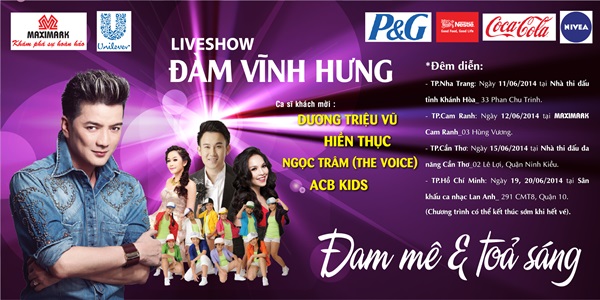 MAXIMARK
Khám phá sự hoàn hảo
Unilever
P&G
Nestlé
Good Food, Good Life
Coca-Cola
NIVEA
LIVESHOW
ĐÀM VĨNH HƯNG
Ca sĩ khách mời :
DƯƠNG TRIỆU VŨ
HIỀN THỤC
NGỌC TRÂM (THE VOICE)
ACB KIDS
*Đêm diễn:
- TP.Nha Trang: Ngày 11/06/2014 tại Nhà thi đấu
tỉnh Khánh Hòa_ 33 Phan Chu Trinh.
- TP.Cam Ranh: Ngày 12/06/2014 tại MAXIMARK
Cam Ranh_03 Hùng Vương.
- TP.Cần Thơ: Ngày 15/06/2014 tại Nhà thi đấu đa
năng Cần Thơ_02 Lê Lợi, Quận Ninh Kiều.
- TP.Hồ Chí Minh: Ngày 19, 20/06/2014 tại Sân
khấu ca nhạc Lan Anh_ 291 CMT8, Quận 10.
(Chương trình có thể kết thúc sớm khi hết vé).
Đam mê & toả sáng